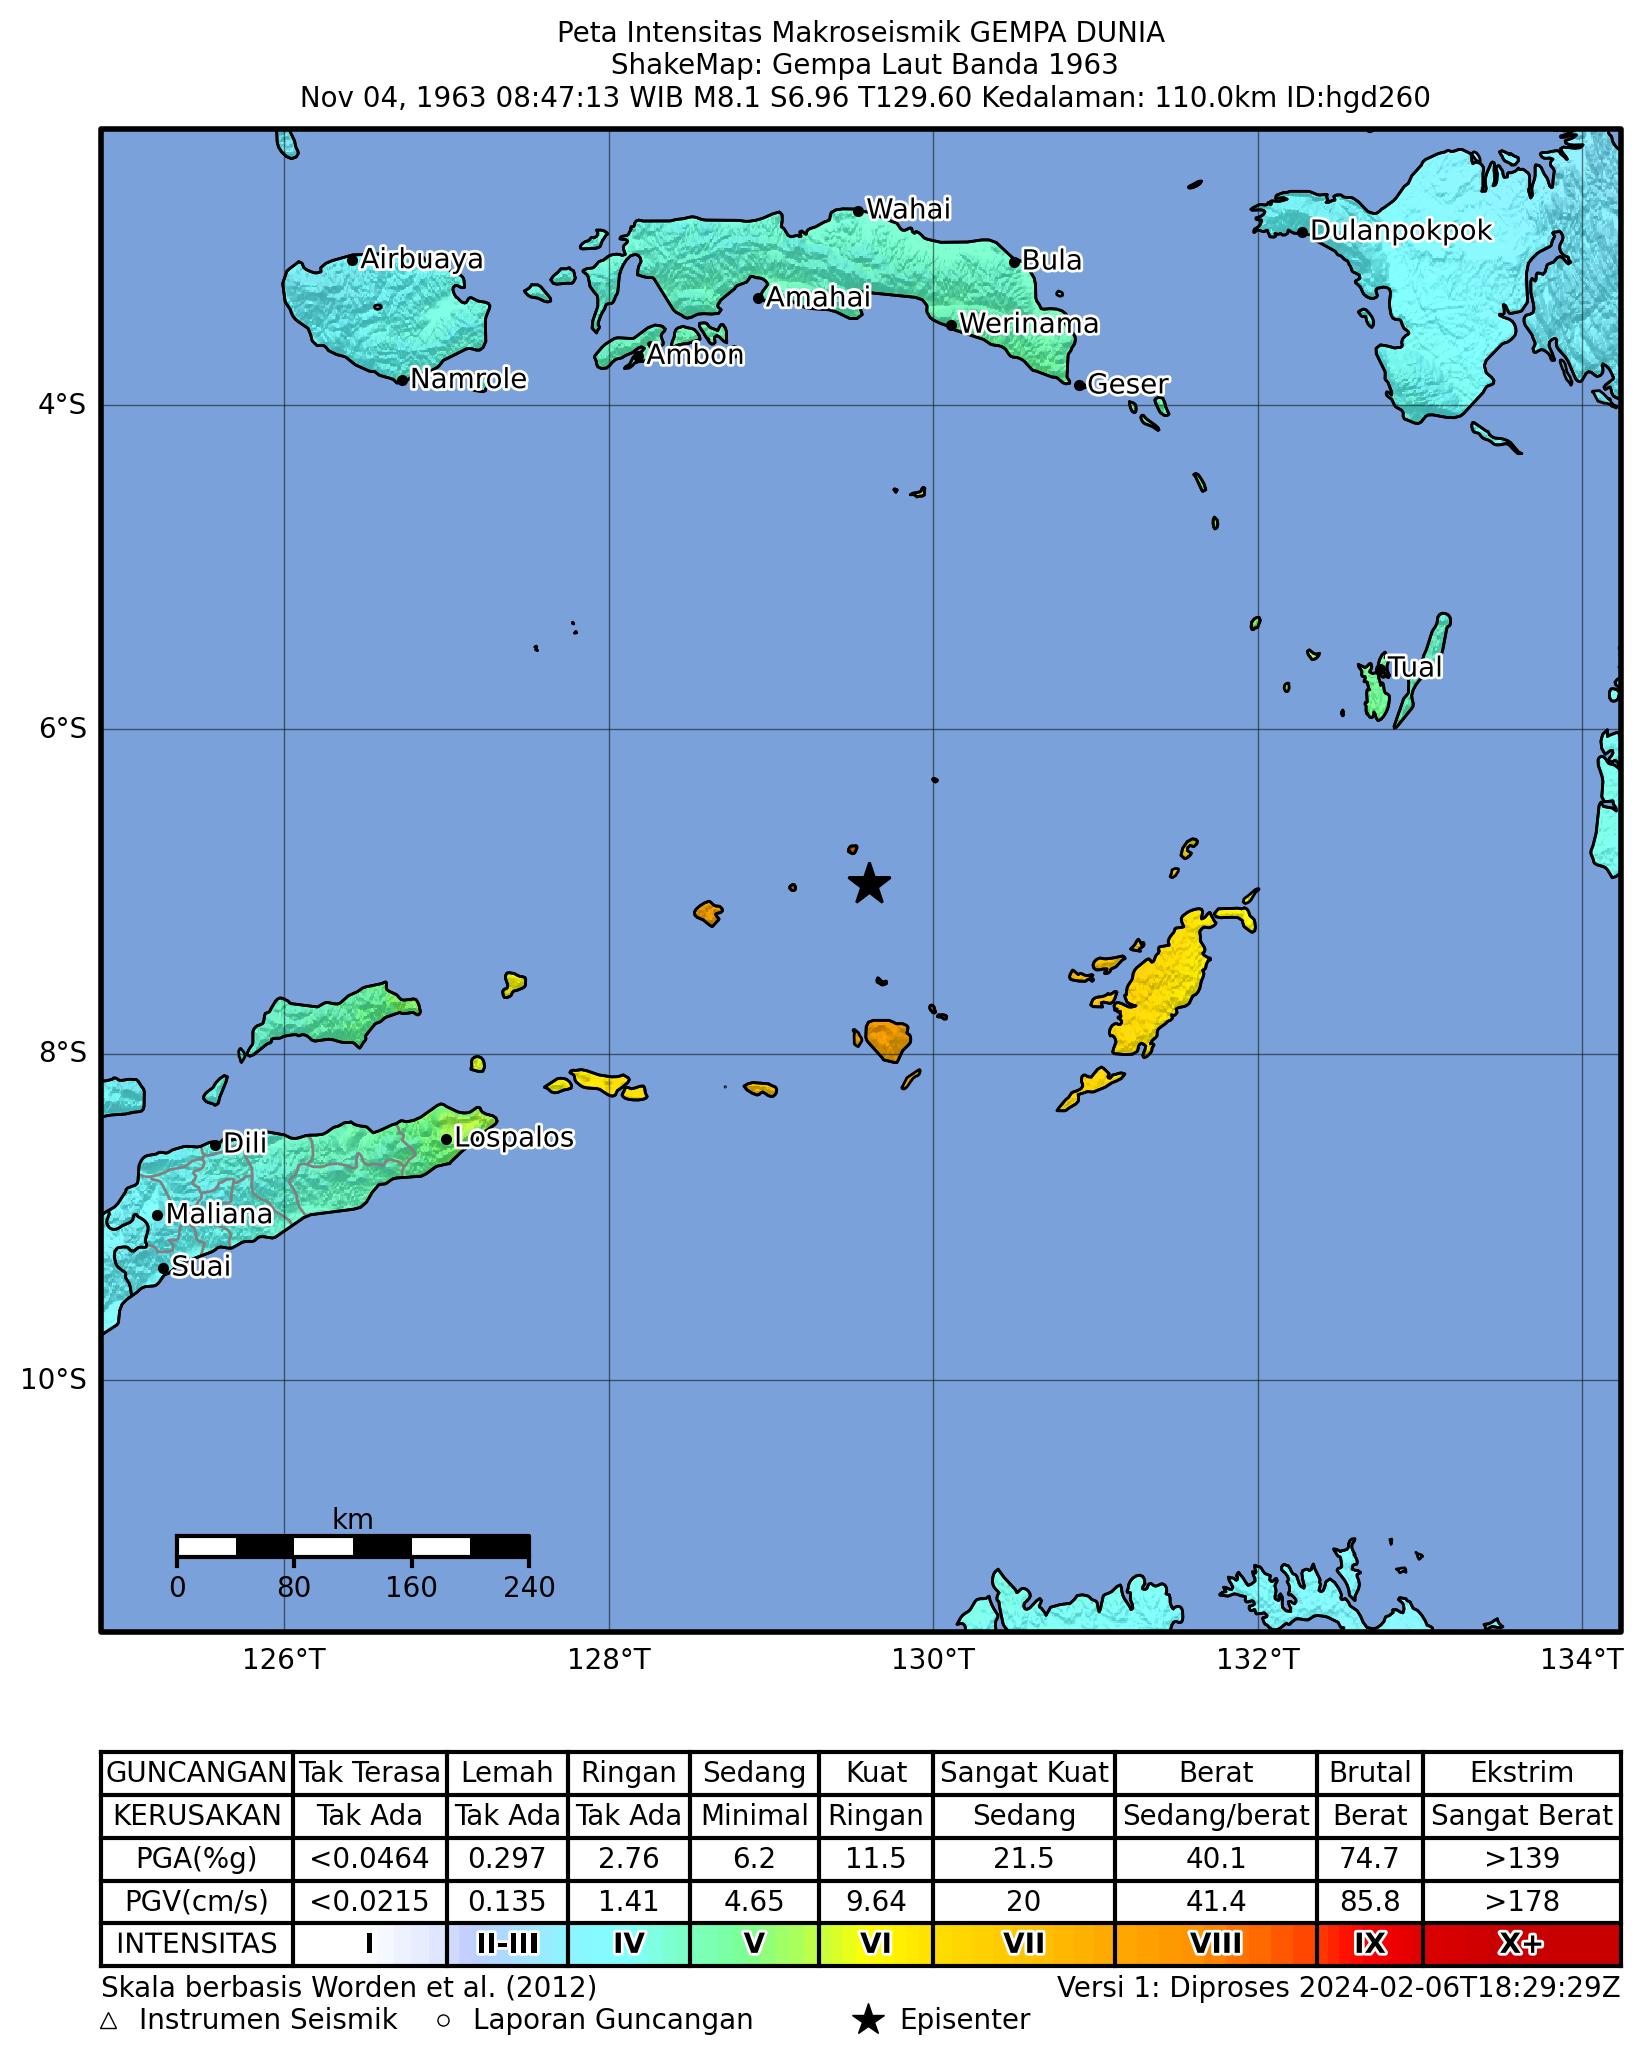 Peta Intensitas Makroseismik GEMPA DUNIA
ShakeMap: Gempa Laut Banda 1963
Nov 04, 1963 08:47:13 WIB M8.1 S6.96 T129.60 Kedalaman: 110.0km ID:hgd260
Wahai
Dulanpokpok
Airbuaya
Bula
Amahai
Werinama
Ambon
Namrole
Geser
4°S
Tual
6°S
8°S
Lospalos
Dili
Maliana
Suai
10°S
km
0 80 160 240
126°T 128°T 130°T 132°T 134°T
GUNCANGAN Tak Terasa Lemah Ringan Sedang Kuat Sangat Kuat Berat Brutal Ekstrim
KERUSAKAN Tak Ada Tak Ada Tak Ada Minimal Ringan Sedang Sedang/berat Berat Sangat Berat
PGA(%g) <0.0464 0.297 2.76 6.2 11.5 21.5 40.1 74.7 >139
PGV(cm/s) <0.0215 0.135 1.41 4.65 9.64 20 41.4 85.8 >178
INTENSITAS I II-III IV V VI VII VIII IX X+
Skala berbasis Worden et al. (2012) Versi 1: Diproses 2024-02-06T18:29:29Z
△ Instrumen Seismik ○ Laporan Guncangan ★ Episenter